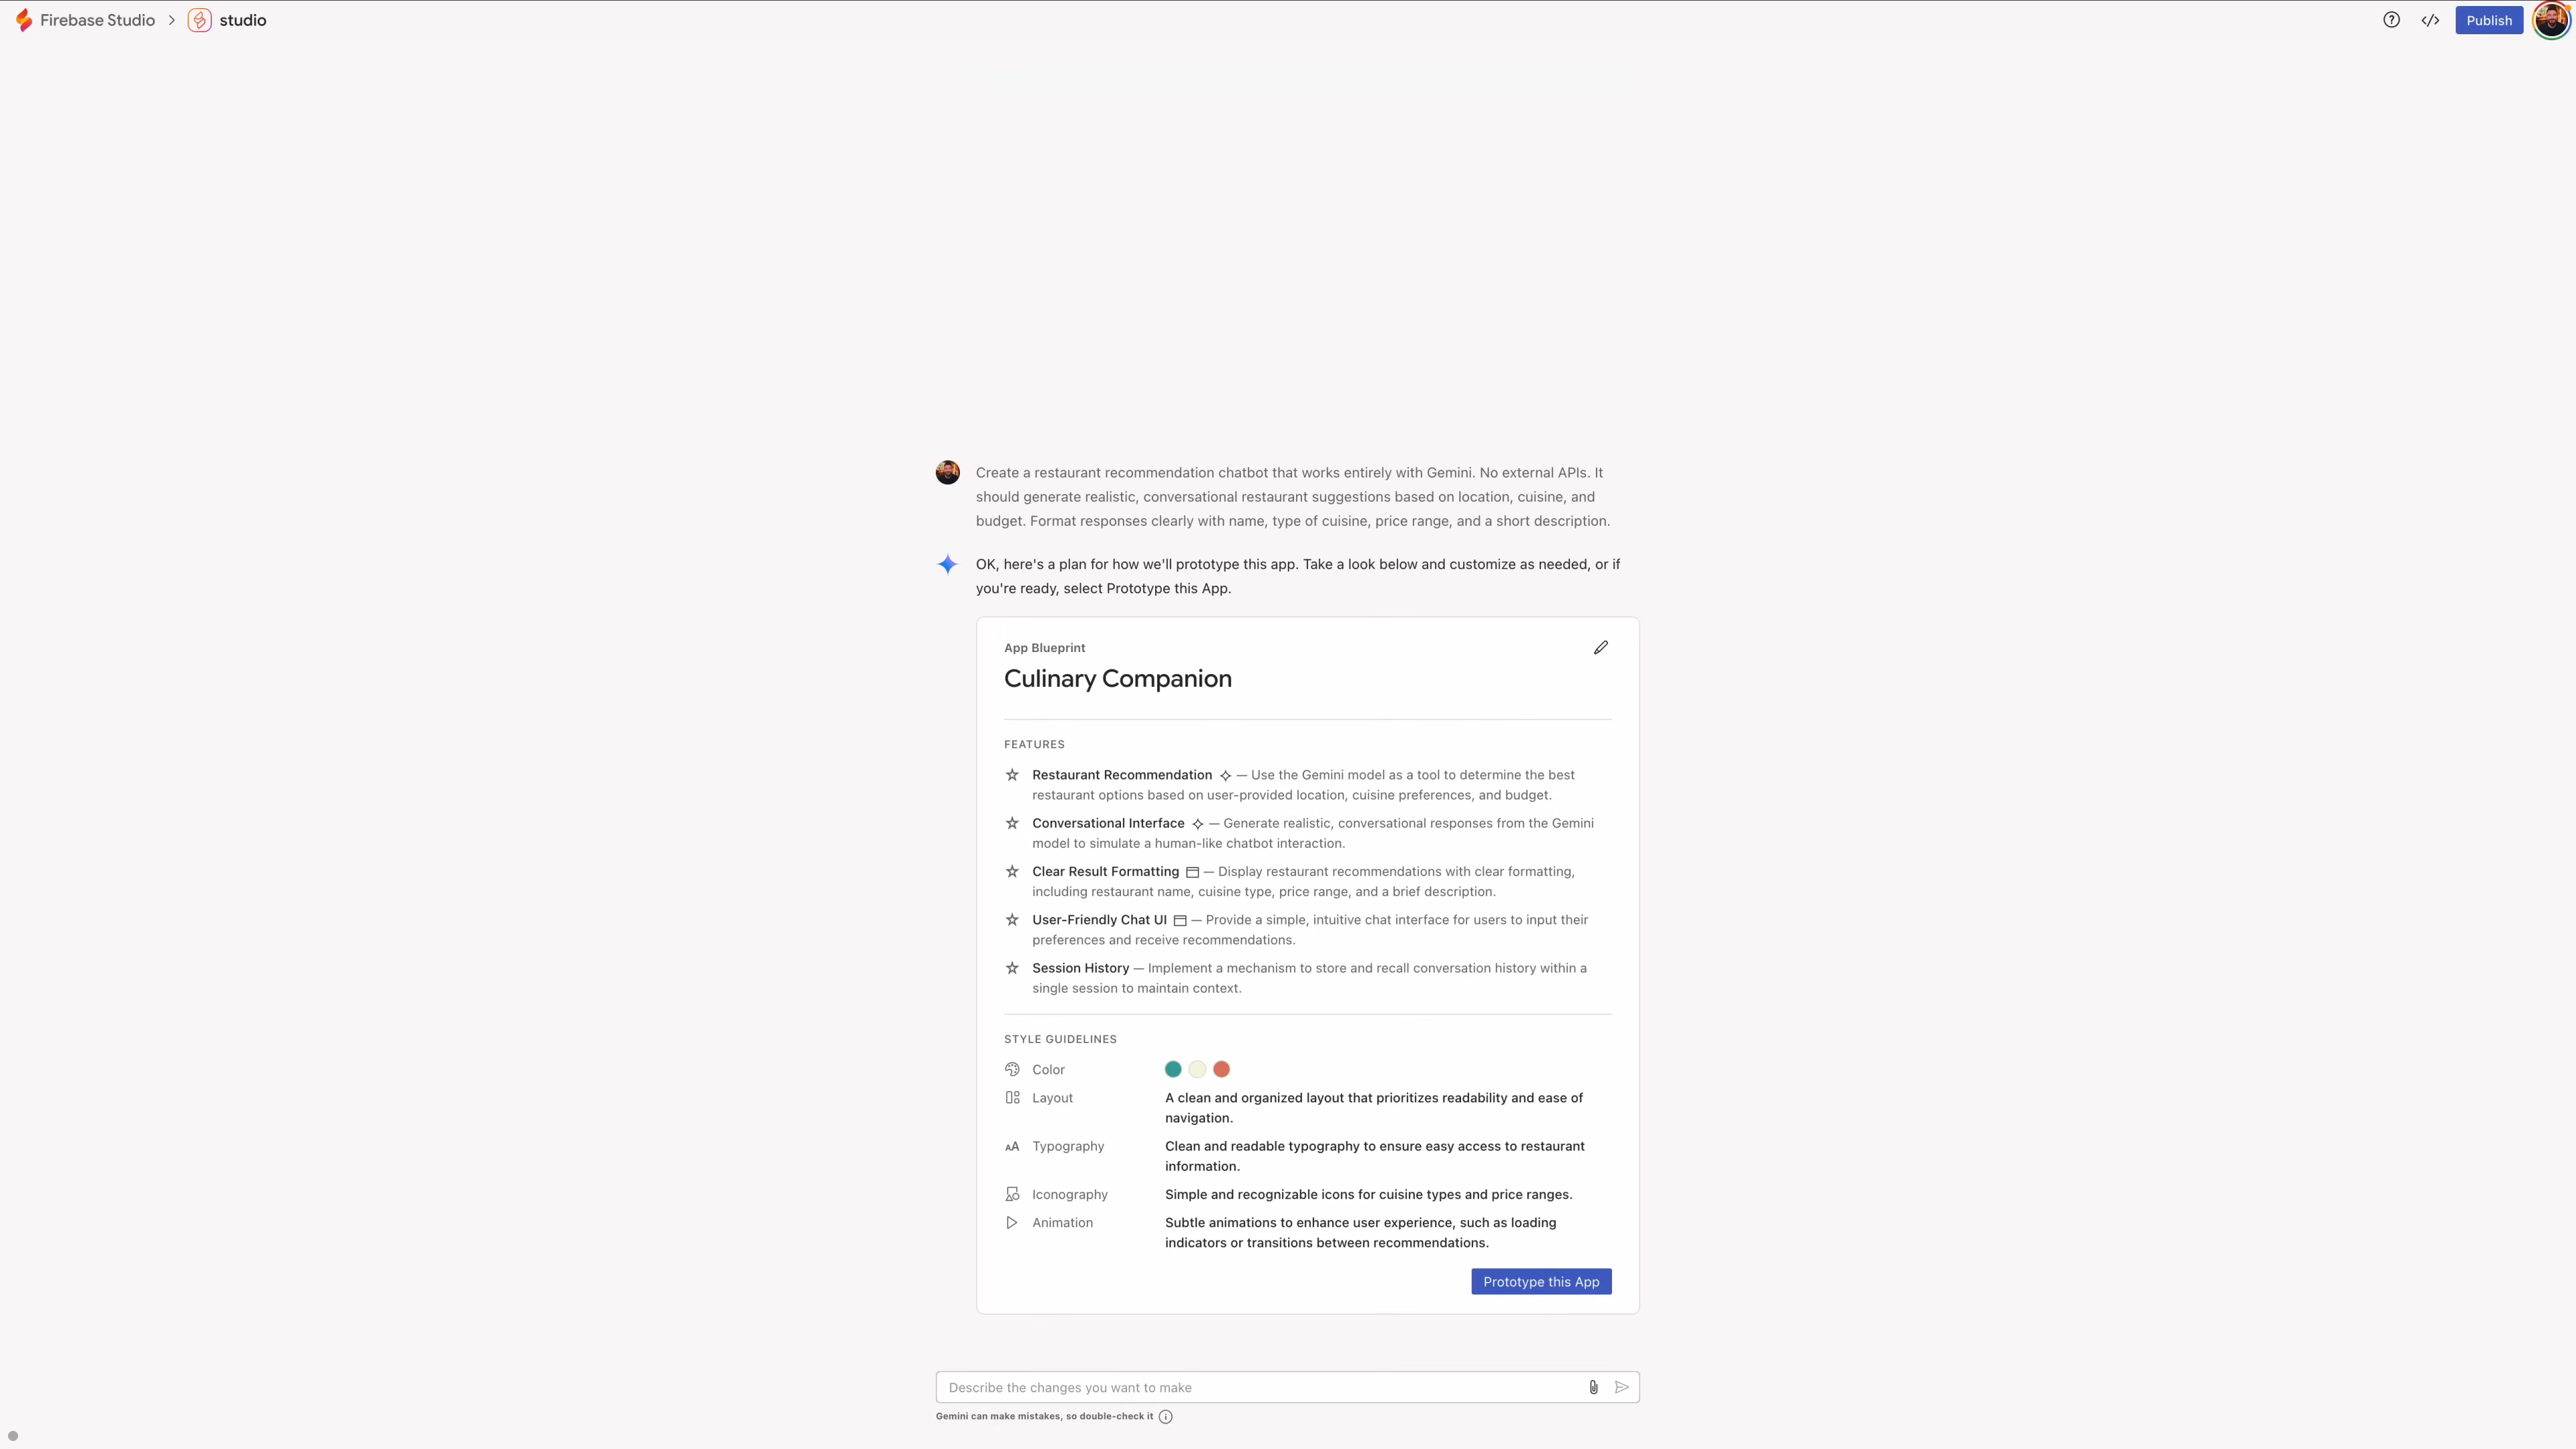 Firebase Studio > studio
Publish
Create a restaurant recommendation chatbot that works entirely with Gemini. No external APIs. It
should generate realistic, conversational restaurant suggestions based on location, cuisine, and
budget. Format responses clearly with name, type of cuisine, price range, and a short description.
OK, here's a plan for how we'll prototype this app. Take a look below and customize as needed, or if
you're ready, select Prototype this App.
App Blueprint
Culinary Companion
FEATURES
Restaurant Recommendation — Use the Gemini model as a tool to determine the best
restaurant options based on user-provided location, cuisine preferences, and budget.
Conversational Interface — Generate realistic, conversational responses from the Gemini
model to simulate a human-like chatbot interaction.
Clear Result Formatting — Display restaurant recommendations with clear formatting,
including restaurant name, cuisine type, price range, and a brief description.
User-Friendly Chat UI — Provide a simple, intuitive chat interface for users to input their
preferences and receive recommendations.
Session History — Implement a mechanism to store and recall conversation history within a
single session to maintain context.
STYLE GUIDELINES
Color
Layout A clean and organized layout that prioritizes readability and ease of
navigation.
Typography Clean and readable typography to ensure easy access to restaurant
information.
Iconography Simple and recognizable icons for cuisine types and price ranges.
Animation Subtle animations to enhance user experience, such as loading
indicators or transitions between recommendations.
Prototype this App
Describe the changes you want to make
Gemini can make mistakes, so double-check it